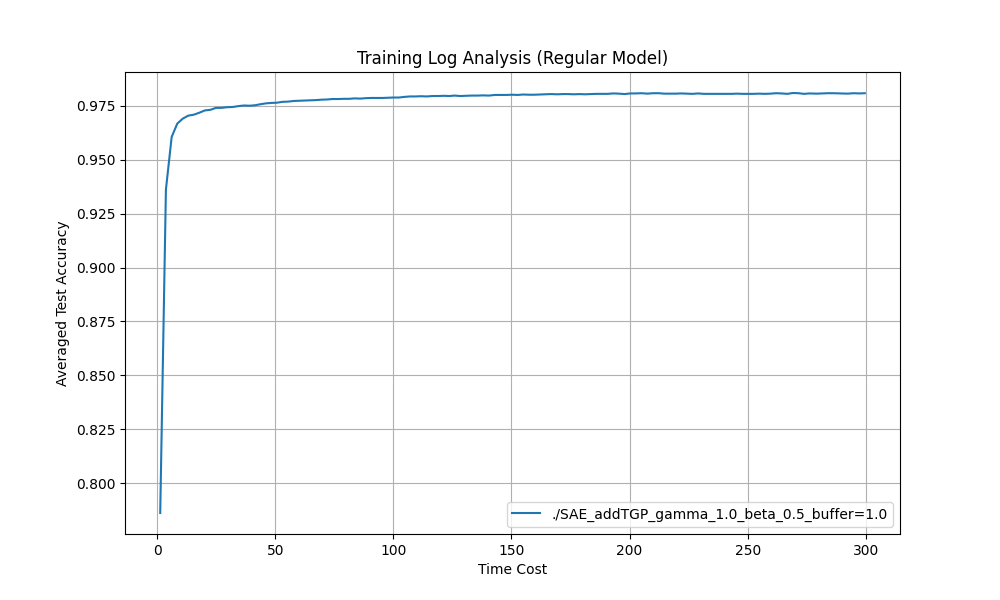 Training Log Analysis (Regular Model)
Averaged Test Accuracy
0.975
0.950
0.925
0.900
0.875
0.850
0.825
0.800
./SAE_addTGP_gamma_1.0_beta_0.5_buffer=1.0
0 50 100 150 200 250 300
Time Cost